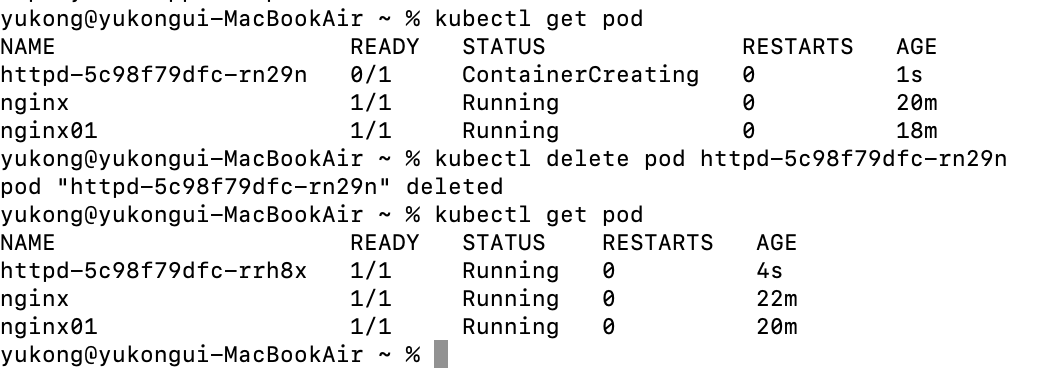 yukong@yukongui-MacBookAir ~ % kubectl get pod
NAME READY STATUS RESTARTS AGE
httpd-5c98f79dfc-rn29n 0/1 ContainerCreating 0 1s
nginx 1/1 Running 0 20m
nginx01 1/1 Running 0 18m
yukong@yukongui-MacBookAir ~ % kubectl delete pod httpd-5c98f79dfc-rn29n
pod "httpd-5c98f79dfc-rn29n" deleted
yukong@yukongui-MacBookAir ~ % kubectl get pod
NAME READY STATUS RESTARTS AGE
httpd-5c98f79dfc-rrh8x 1/1 Running 0 4s
nginx 1/1 Running 0 22m
nginx01 1/1 Running 0 20m
yukong@yukongui-MacBookAir ~ %